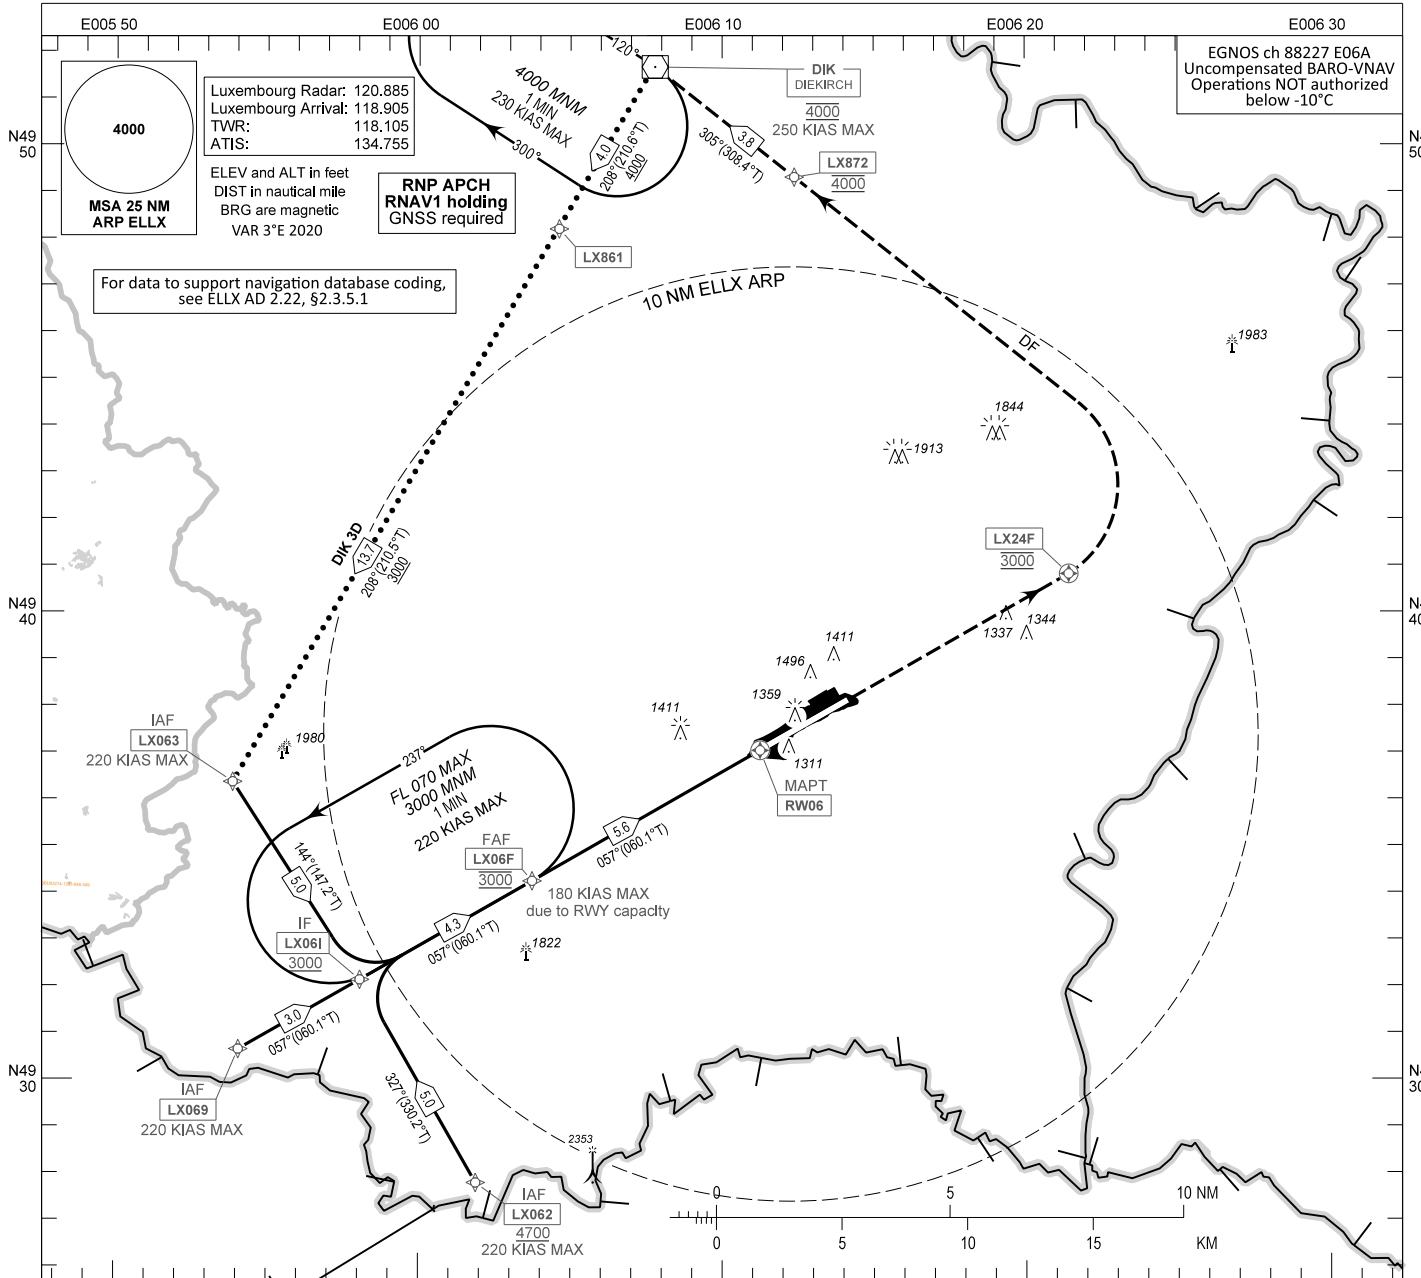 E005 50
E006 00
E006 10
E006 20
E006 30
4000
MSA 25 NM
ARP ELLX
Luxembourg Radar: 120.885
Luxembourg Arrival: 118.905
TWR: 118.105
ATIS: 134.755
ELEV and ALT in feet
DIST in nautical mile
BRG are magnetic
VAR 3°E 2020
RNP APCH
RNAV1 holding
GNSS required
For data to support navigation database coding,
see ELLX AD 2.22, §2.3.5.1
EGNOS ch 88227 E06A
Uncompensated BARO-VNAV
Operations NOT authorized
below -10°C
120°
4000 MNM
1 MIN
230 KIAS MAX
300°
4.0
208°(210.6°T)
4000
DIK
DIEKIRCH
4000
250 KIAS MAX
3.8
305°(308.4°T)
LX872
4000
LX861
N49
50
N4
50
10 NM ELLX ARP
DF
1983
1844
1913
DIK 3D
13.7
208°(210.5°T)
3000
LX24F
3000
N49
40
N4
40
1337
1344
1411
1496
1359
1411
1311
MAPT
RW06
IAF
LX063
220 KIAS MAX
1980
237°
FL 070 MAX
3000 MNM
1 MIN
220 KIAS MAX
5.6
057°(060.1°T)
FAF
LX06F
3000
180 KIAS MAX
due to RWY capacity
144°(147.2°T)
5.0
4.3
057°(060.1°T)
IF
LX06I
3000
1822
3.0
057°(060.1°T)
N49
30
N4
30
IAF
LX069
220 KIAS MAX
327°(330.2°T)
5.0
2353
IAF
LX062
4700
220 KIAS MAX
0 5 10 NM
0 5 10 15 KM